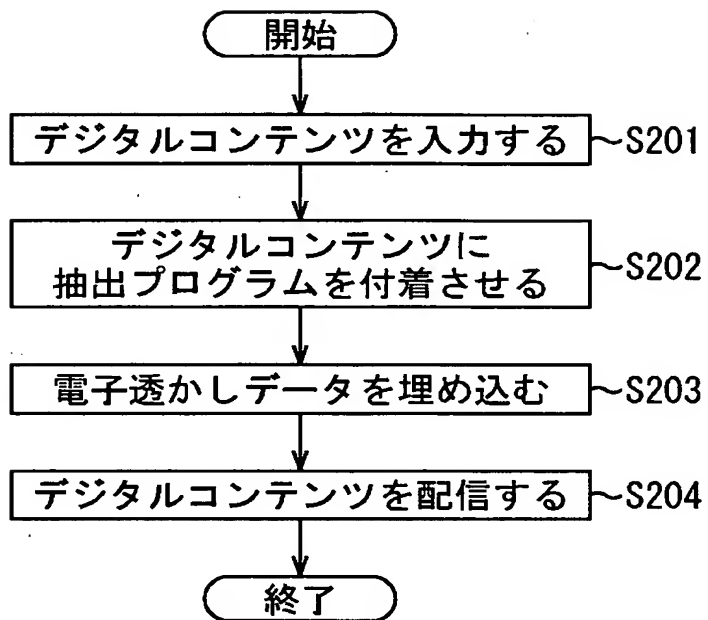 開始
デジタルコンテンツを入力する ~S201
デジタルコンテンツに
抽出プログラムを付着させる ~S202
電子透かしデータを埋め込む ~S203
デジタルコンテンツを配信する ~S204
終了